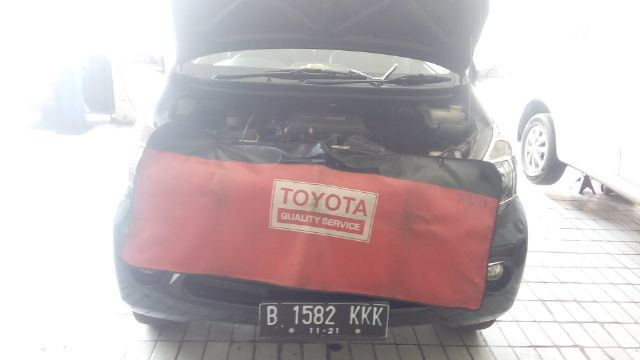 TOYOTA
QUALITY SERVICE
B 1582 KKK
11-21